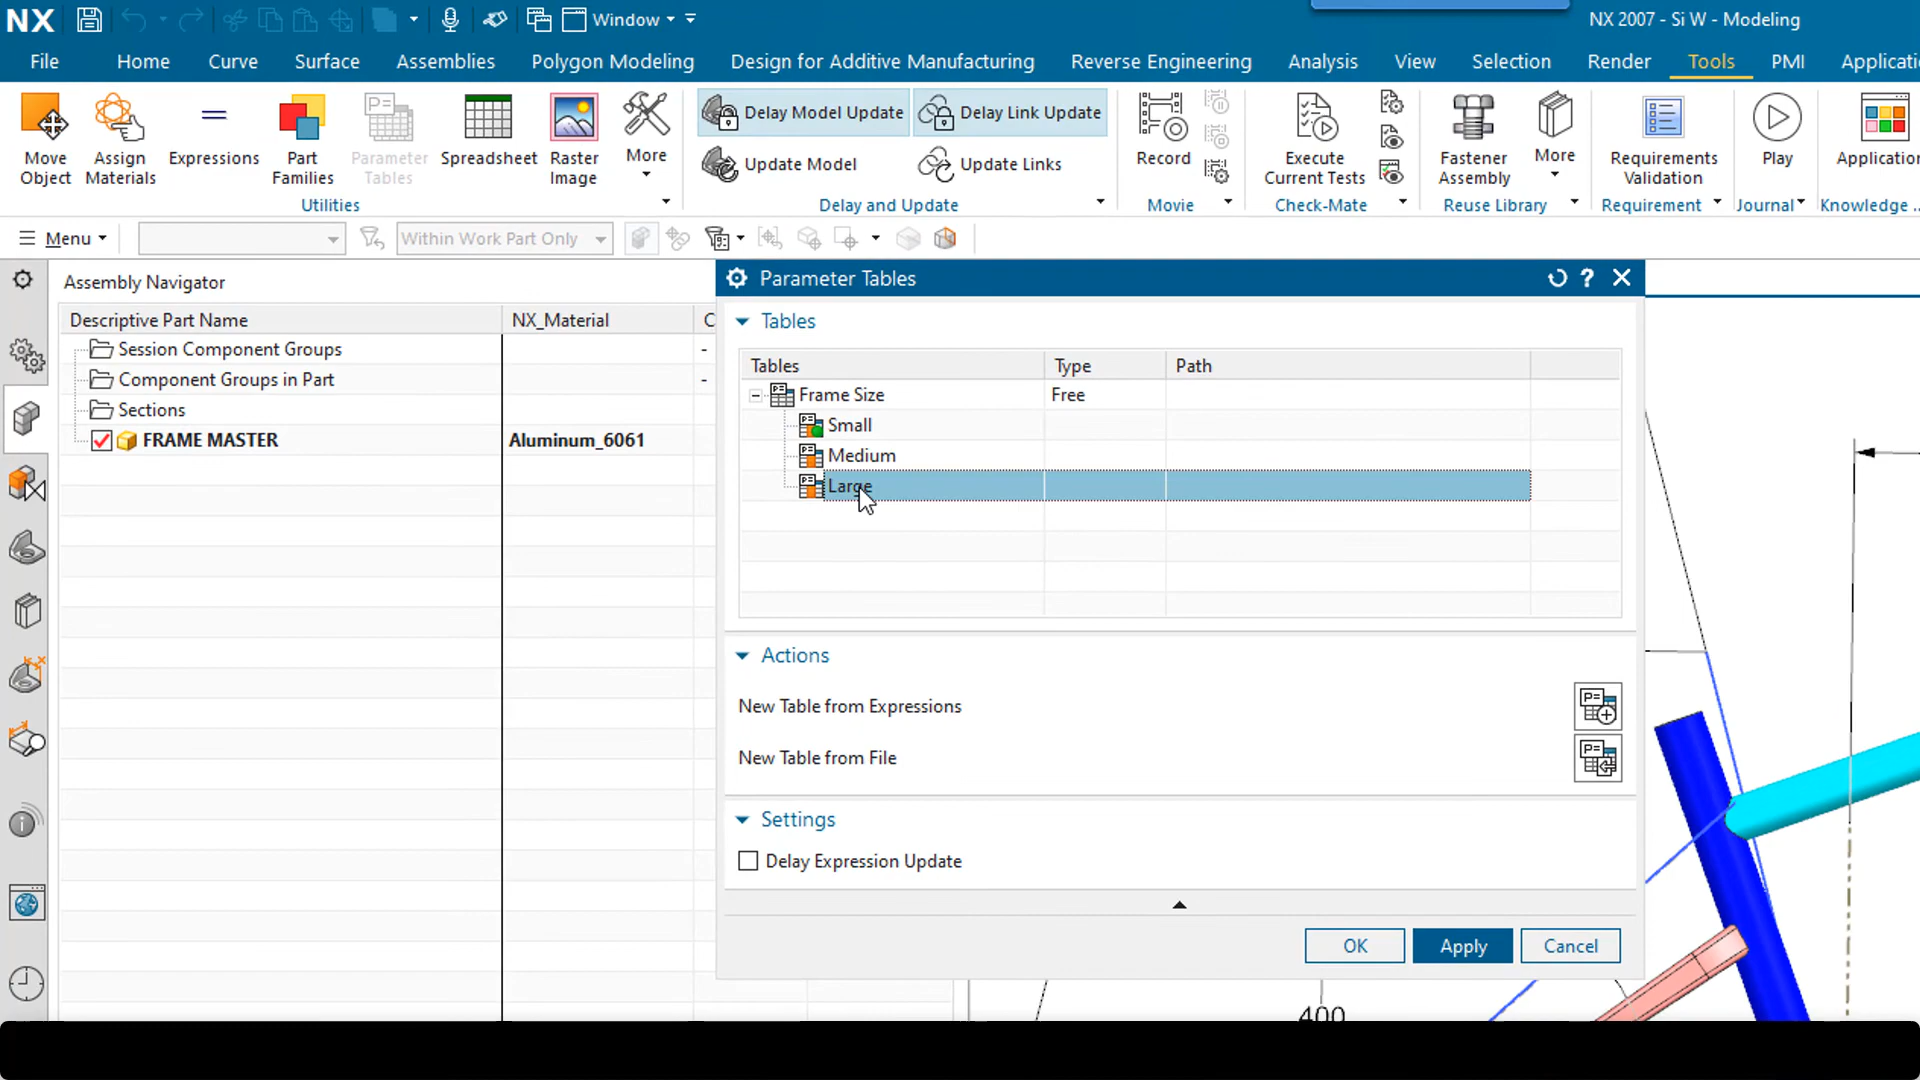 NX
Window
NX 2007 - Si W - Modeling
File Home Curve Surface Assemblies Polygon Modeling Design for Additive Manufacturing Reverse Engineering Analysis View Selection Render Tools PMI Applicati
Move Object
Assign Materials
Expressions
Part Families
P=
Parameter Tables
Spreadsheet
Raster Image
More
Utilities
Delay Model Update
Delay Link Update
Update Model
Update Links
Delay and Update
Record
Movie
Execute Current Tests
Check-Mate
Fastener Assembly
More
Reuse Library
Requirements Validation
Requirement
Play
Journal
Application
Knowledge ..
Menu
Within Work Part Only
Assembly Navigator
Descriptive Part Name NX_Material C
Session Component Groups -
Component Groups in Part -
Sections
FRAME MASTER Aluminum_6061
Parameter Tables ?
Tables
Tables Type Path
Frame Size Free
Small
Medium
Large
Actions
New Table from Expressions
P=
New Table from File
P=
Settings
Delay Expression Update
OK Apply Cancel
400